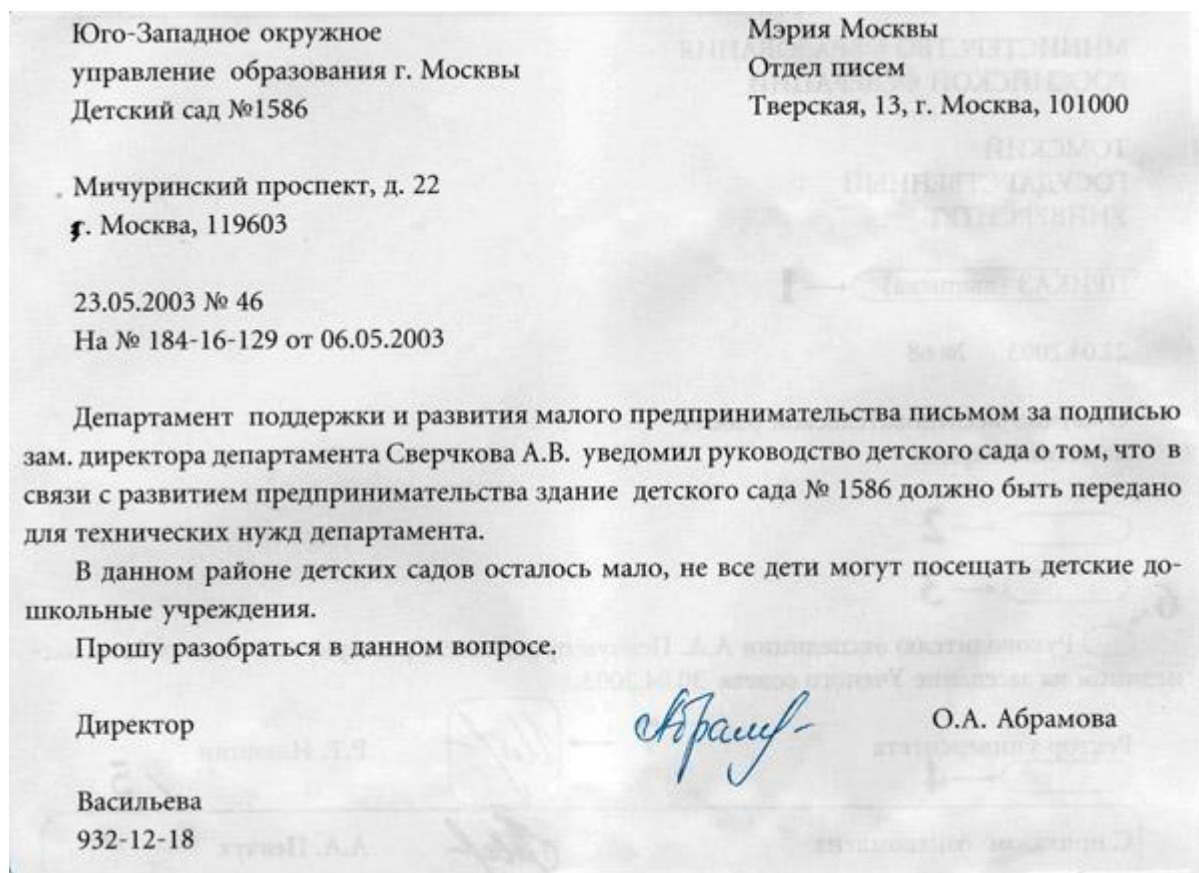 Юго-Западное окружное
управление образования г. Москвы
Детский сад №1586
Мэрия Москвы
Отдел писем
Тверская, 13, г. Москва, 101000
Мичуринский проспект, д. 22
г. Москва, 119603
23.05.2003 № 46
На № 184-16-129 от 06.05.2003
Департамент поддержки и развития малого предпринимательства письмом за подписью
зам. директора департамента Сверчкова А.В. уведомил руководство детского сада о том, что в
связи с развитием предпринимательства здание детского сада № 1586 должно быть передано
для технических нужд департамента.
В данном районе детских садов осталось мало, не все дети могут посещать детские до-
школьные учреждения.
Прошу разобраться в данном вопросе.
Директор
О.А. Абрамова
Васильева
932-12-18